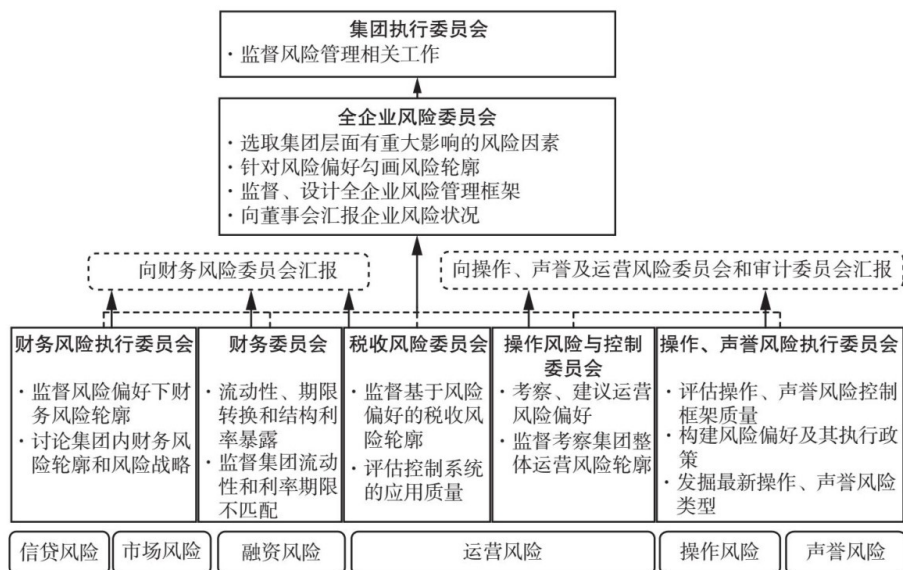 集团执行委员会
· 监督风险管理相关工作
全企业风险委员会
· 选取集团层面有重大影响的风险因素
· 针对风险偏好勾画风险轮廓
· 监督、设计全企业风险管理框架
· 向董事会汇报企业风险状况
向财务风险委员会汇报
向操作、声誉及运营风险委员会和审计委员会汇报
财务风险执行委员会
· 监督风险偏好下财
务风险轮廓
· 讨论集团内财务风
险轮廓和风险战略
财务委员会
· 流动性、期限
转换和结构利
率暴露
· 监督集团流动
性和利率期限
不匹配
税收风险委员会
· 监督基于风险
偏好的税收风
险轮廓
· 评估控制系统
的应用质量
操作风险与控制
委员会
· 考察、建议运营
风险偏好
· 监督考察集团整
体运营风险轮廓
操作、声誉风险执行委员会
· 评估操作、声誉风险控制
框架质量
· 构建风险偏好及其执行政
策
· 发掘最新操作、声誉风险
类型
信贷风险
市场风险
融资风险
运营风险
操作风险
声誉风险